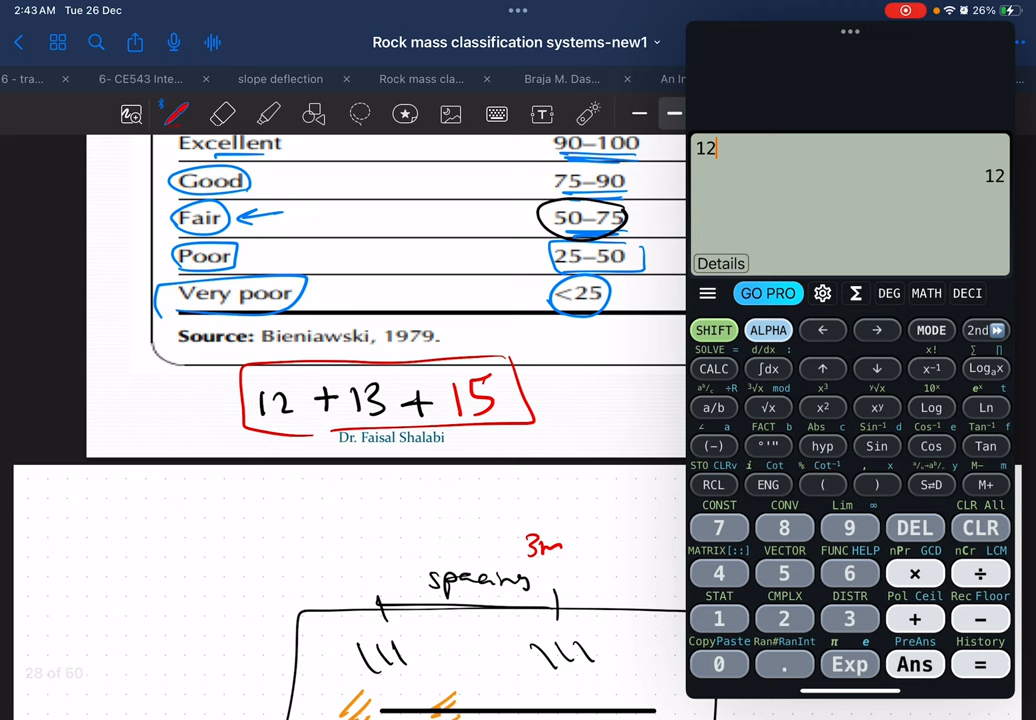 2:43AM Tue 26 Dec
26%
Rock mass classification systems-new1
6 - tra...
6- CE543 Inte...
slope deflection
Rock mass cla...
Braja M. Das...
An In
Excellent 90–100
Good 75–90
Fair 50–75
Poor 25–50
Very poor <25
Source: Bieniawski, 1979.
12 + 13 + 15
Dr. Faisal Shalabi
3m
spacing
28 of 60
12
12
Details
GO PRO Σ DEG MATH DECI
SHIFT ALPHA ← → MODE 2nd
SOLVE = d/dx : x! ∑ ∏
CALC ∫dx ↑ ↓ x⁻¹ Logₐx
aᵇ/c ÷R ³√x mod x³ ʸ√x 10ˣ eˣ t
a/b √x x² xʸ Log Ln
∠ a FACT b Abs c Sin⁻¹ d Cos⁻¹ e Tan⁻¹ f
(−) °'" hyp Sin Cos Tan
STO CLRv i Cot % Cot⁻¹ , x y M− m
RCL ENG ( ) S⇄D M+
CONST CONV Lim ∞ CLR All
7 8 9 DEL CLR
MATRIX[::] VECTOR FUNC HELP nPr GCD nCr LCM
4 5 6 × ÷
STAT CMPLX DISTR Pol Ceil Rec Floor
1 2 3 + −
CopyPaste Ran#RanInt π e PreAns History
0 . Exp Ans =